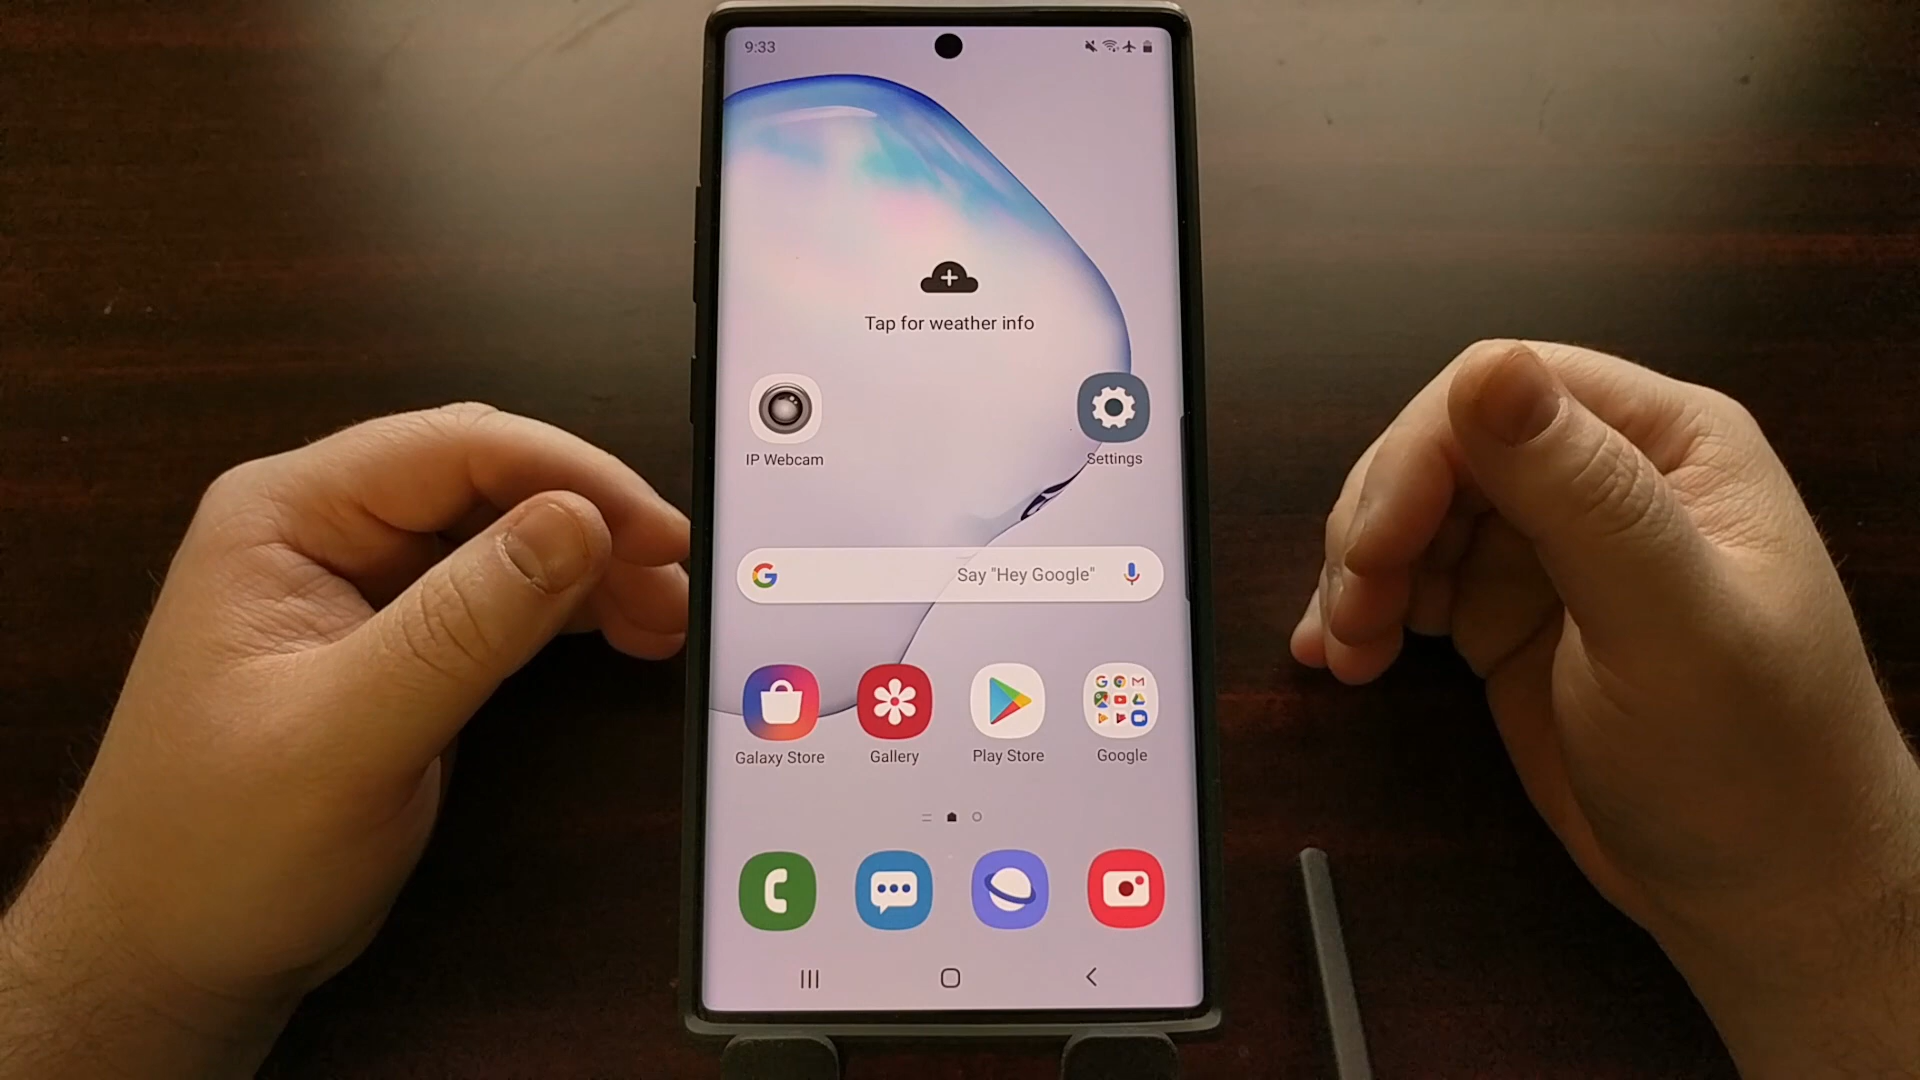 9:33
Tap for weather info
IP Webcam
Settings
Say "Hey Google"
Galaxy Store
Gallery
Play Store
Google